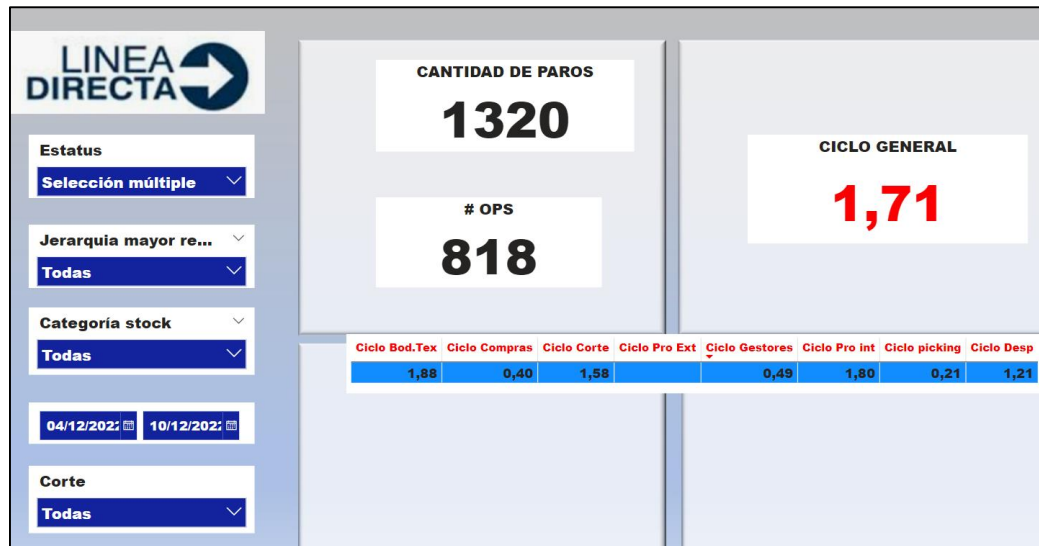 LINEA
DIRECTA
Estatus
Selección múltiple
Jerarquia mayor re...
Todas
Categoría stock
Todas
04/12/2022 10/12/2022
Corte
Todas
CANTIDAD DE PAROS
1320
# OPS
818
CICLO GENERAL
1,71
Ciclo Bod.Tex Ciclo Compras Ciclo Corte Ciclo Pro Ext Ciclo Gestores Ciclo Pro int Ciclo picking Ciclo Desp
1,88 0,40 1,58 0,49 1,80 0,21 1,21